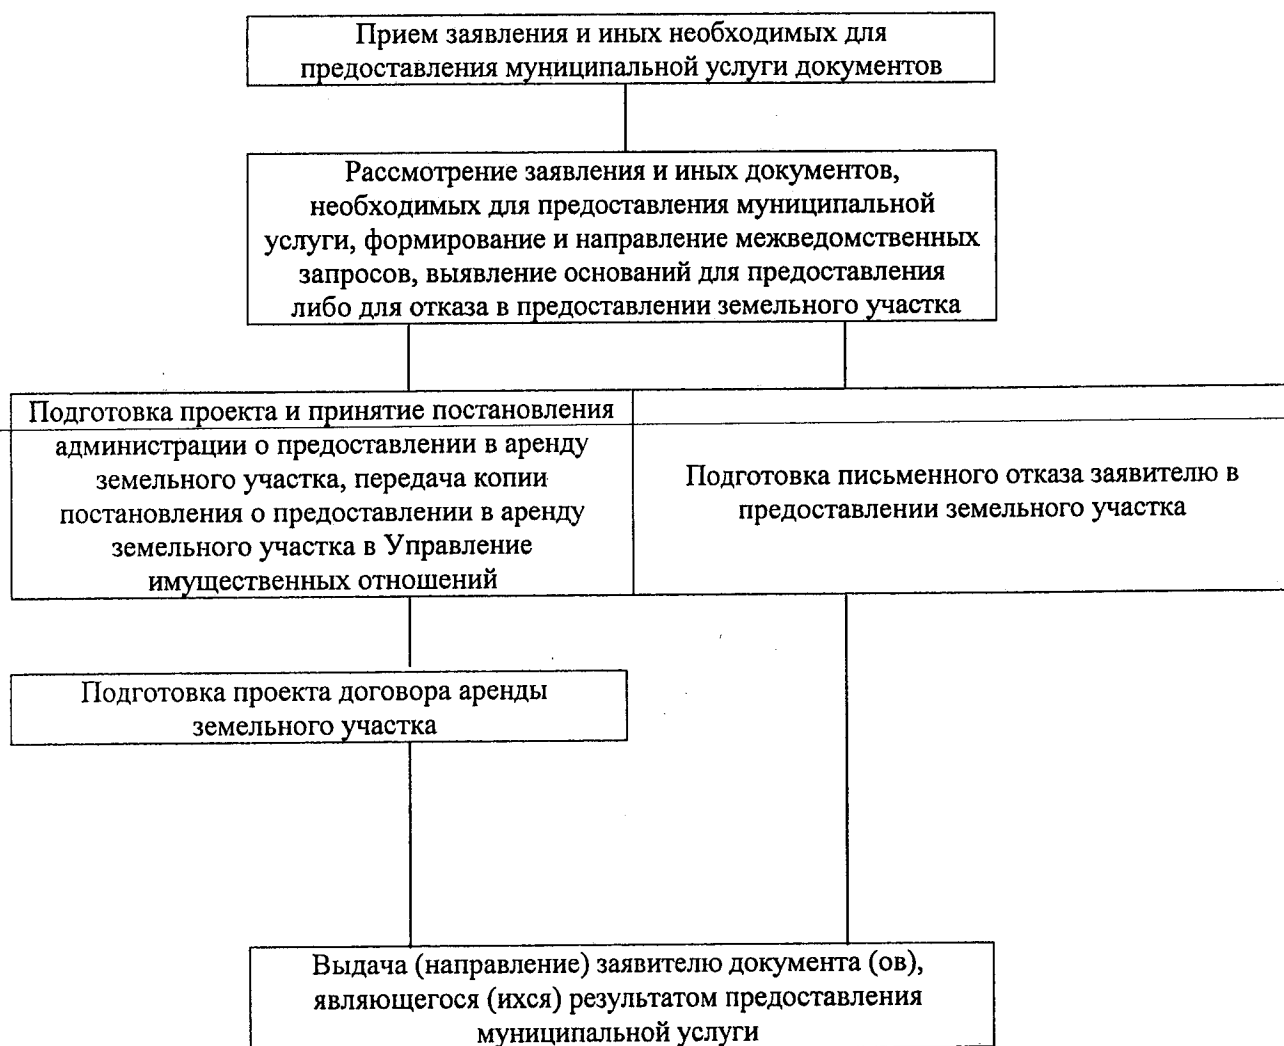 Прием заявления и иных необходимых для
предоставления муниципальной услуги документов
Рассмотрение заявления и иных документов,
необходимых для предоставления муниципальной
услуги, формирование и направление межведомственных
запросов, выявление оснований для предоставления
либо для отказа в предоставлении земельного участка
Подготовка проекта и принятие постановления
администрации о предоставлении в аренду
земельного участка, передача копии
постановления о предоставлении в аренду
земельного участка в Управление
имущественных отношений
Подготовка письменного отказа заявителю в
предоставлении земельного участка
Подготовка проекта договора аренды
земельного участка
Выдача (направление) заявителю документа (ов),
являющегося (ихся) результатом предоставления
муниципальной услуги